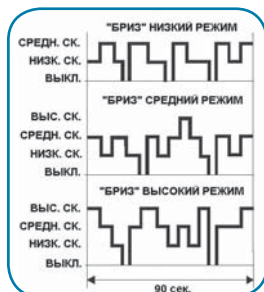 "БРИЗ" НИЗКИЙ РЕЖИМ
СРЕДН. СК.
НИЗК. СК.
ВЫКЛ.
"БРИЗ" СРЕДНИЙ РЕЖИМ
ВЫС. СК.
СРЕДН. СК.
НИЗК. СК.
ВЫКЛ.
"БРИЗ" ВЫСОКИЙ РЕЖИМ
ВЫС. СК.
СРЕДН. СК.
НИЗК. СК.
ВЫКЛ.
90 сек.